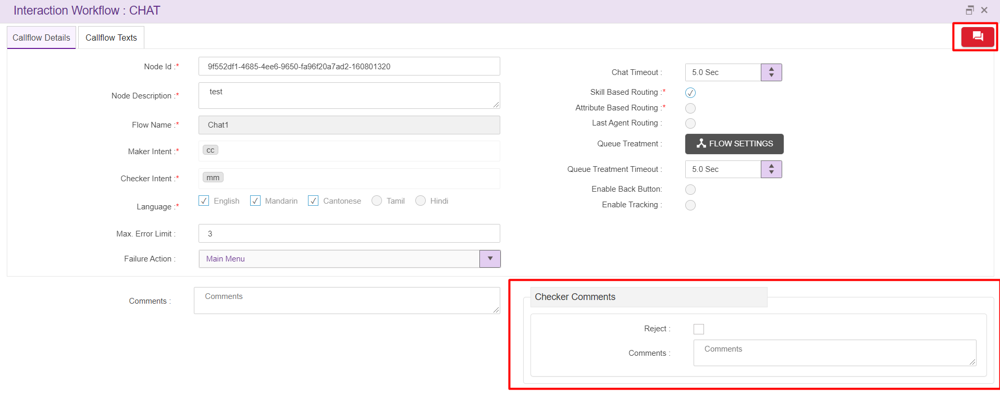 Interaction Workflow : CHAT
Callflow Details
Callflow Texts
Node Id :*
9f552df1-4685-4ee6-9650-fa96f20a7ad2-160801320
Node Description :*
test
Flow Name :*
Chat1
Maker Intent :*
cc
Checker Intent :*
mm
Language :*
English Mandarin Cantonese Tamil Hindi
Max. Error Limit :
3
Failure Action :
Main Menu
Chat Timeout :
5.0 Sec
Skill Based Routing :*
Attribute Based Routing :*
Last Agent Routing :
Queue Treatment :
FLOW SETTINGS
Queue Treatment Timeout :
5.0 Sec
Enable Back Button:
Enable Tracking :
Comments :
Comments
Checker Comments
Reject :
Comments :
Comments